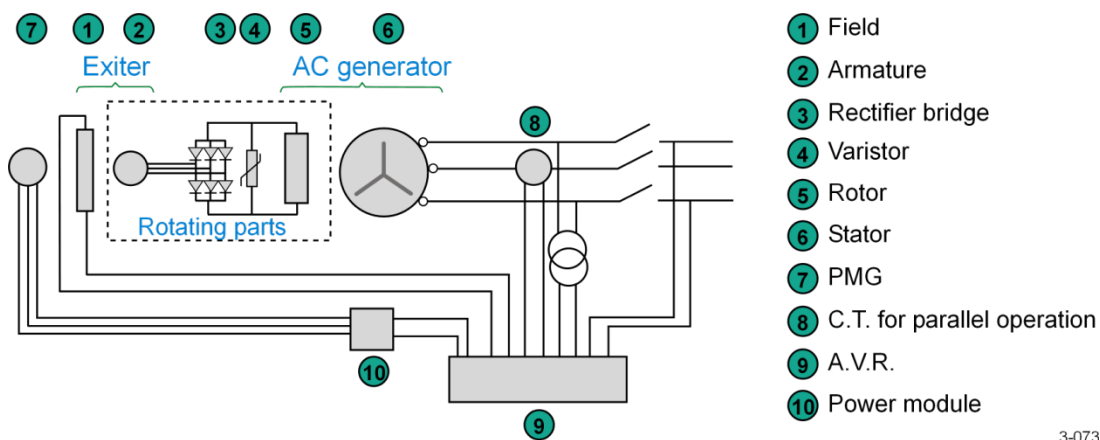 7 1 2 3 4 5 6
Exiter AC generator
8
Rotating parts
10
9
1 Field
2 Armature
3 Rectifier bridge
4 Varistor
5 Rotor
6 Stator
7 PMG
8 C.T. for parallel operation
9 A.V.R.
10 Power module
3-073